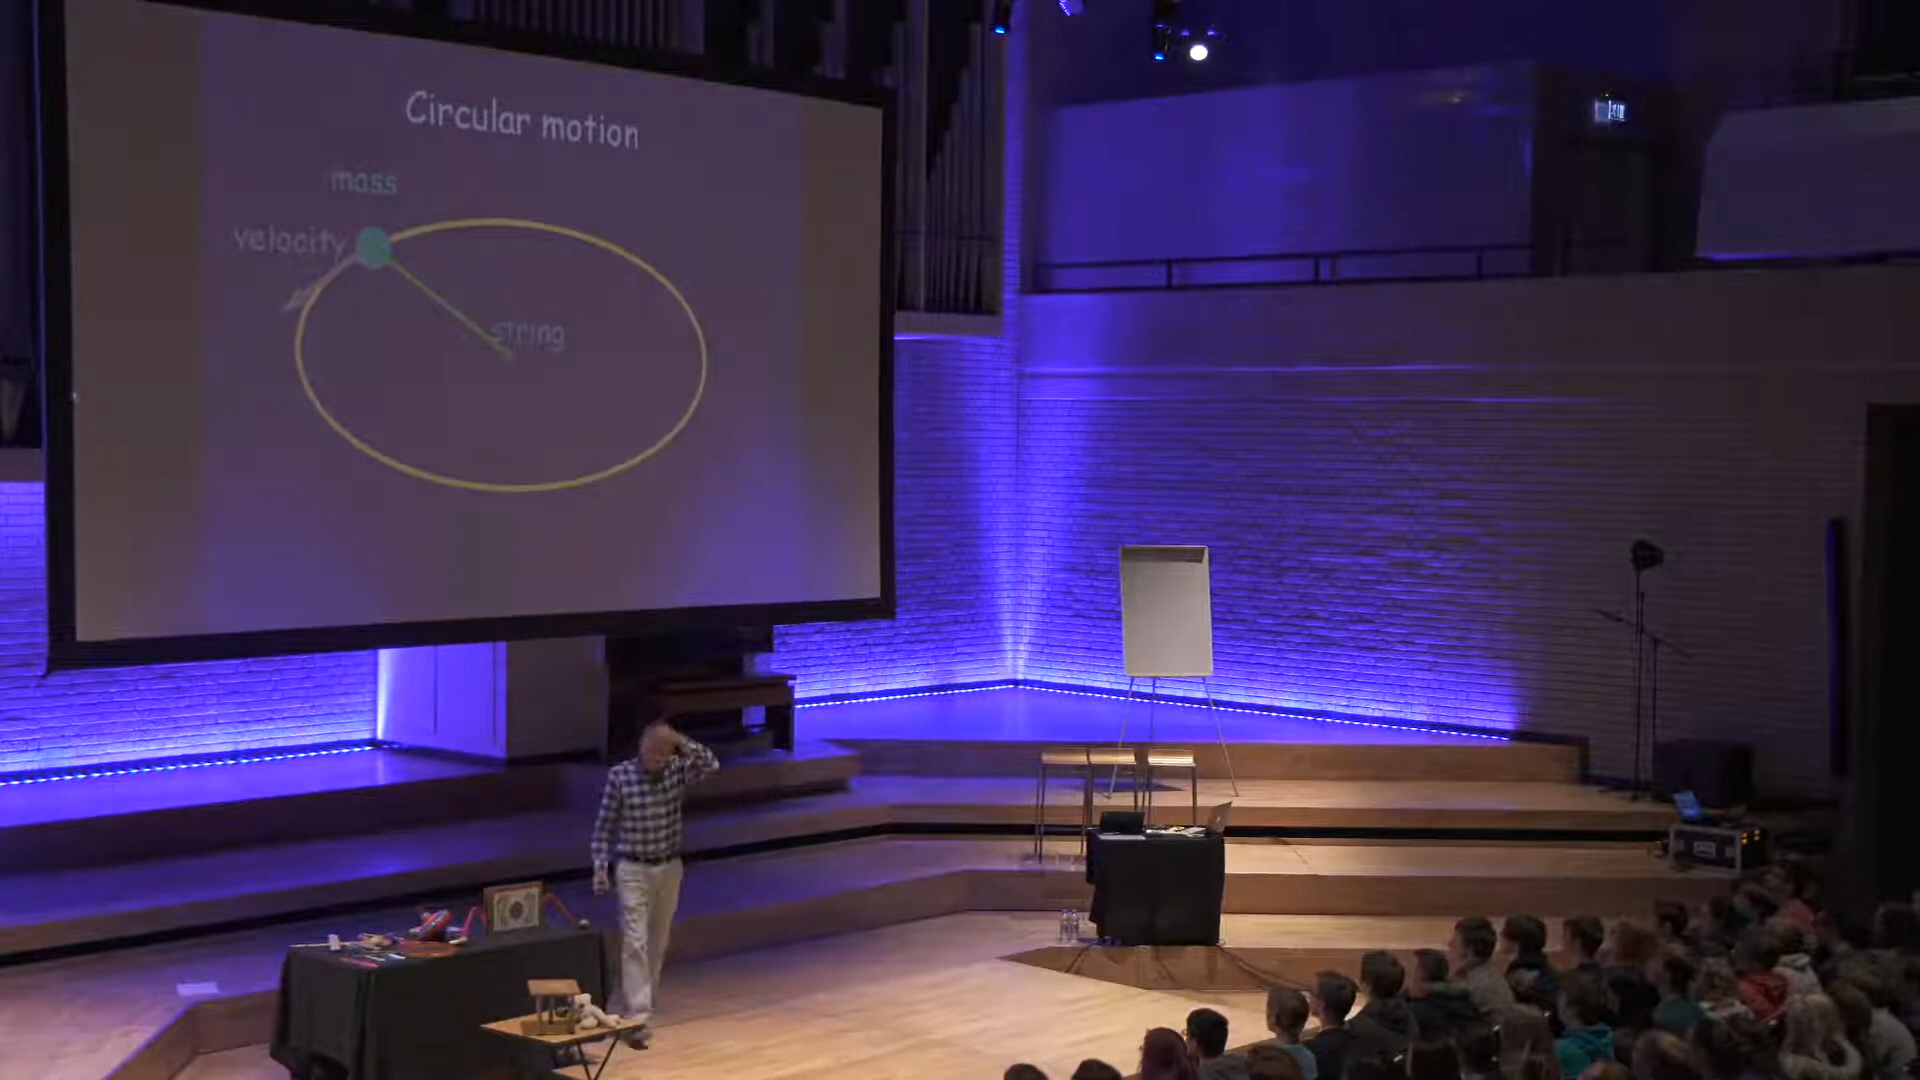 Circular motion
mass
velocity
string